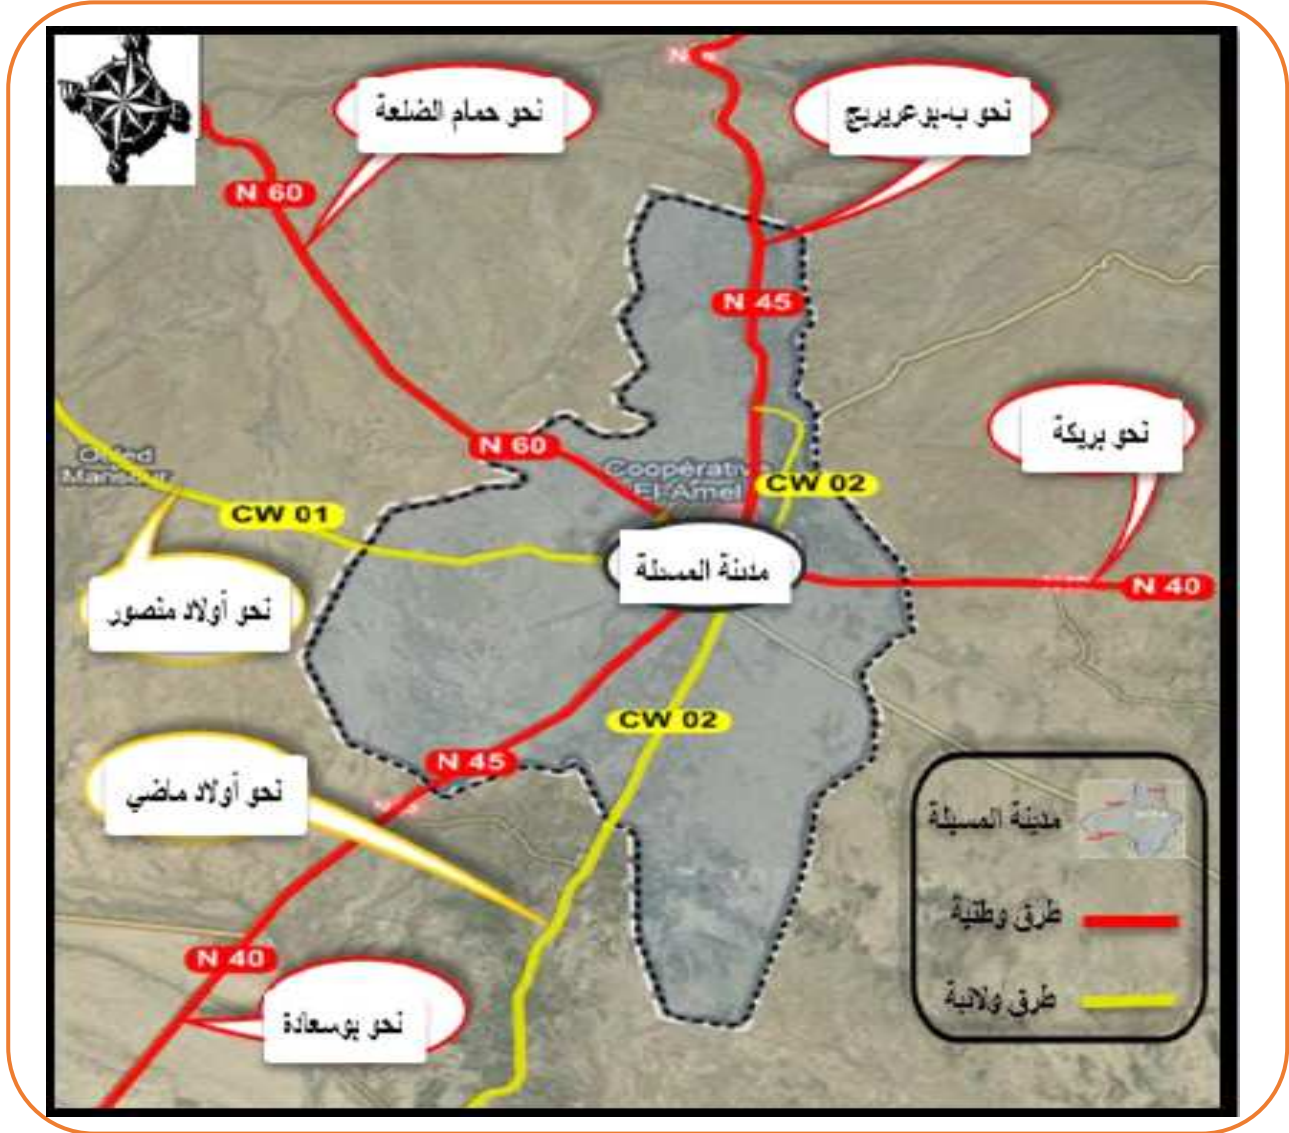 نحو حمام الضلعة
نحو ب-بوعريريج
N 60
N 45
نحو بريكة
N 60
Ouled
Mansour
Coopérative
El Amel
CW 02
CW 01
مدينة المسيلة
N 40
نحو أولاد منصور
CW 02
N 45
نحو أولاد ماضي
مدينة المسيلة
طرق وطنية
N 40
طرق ولائية
نحو بوسعادة